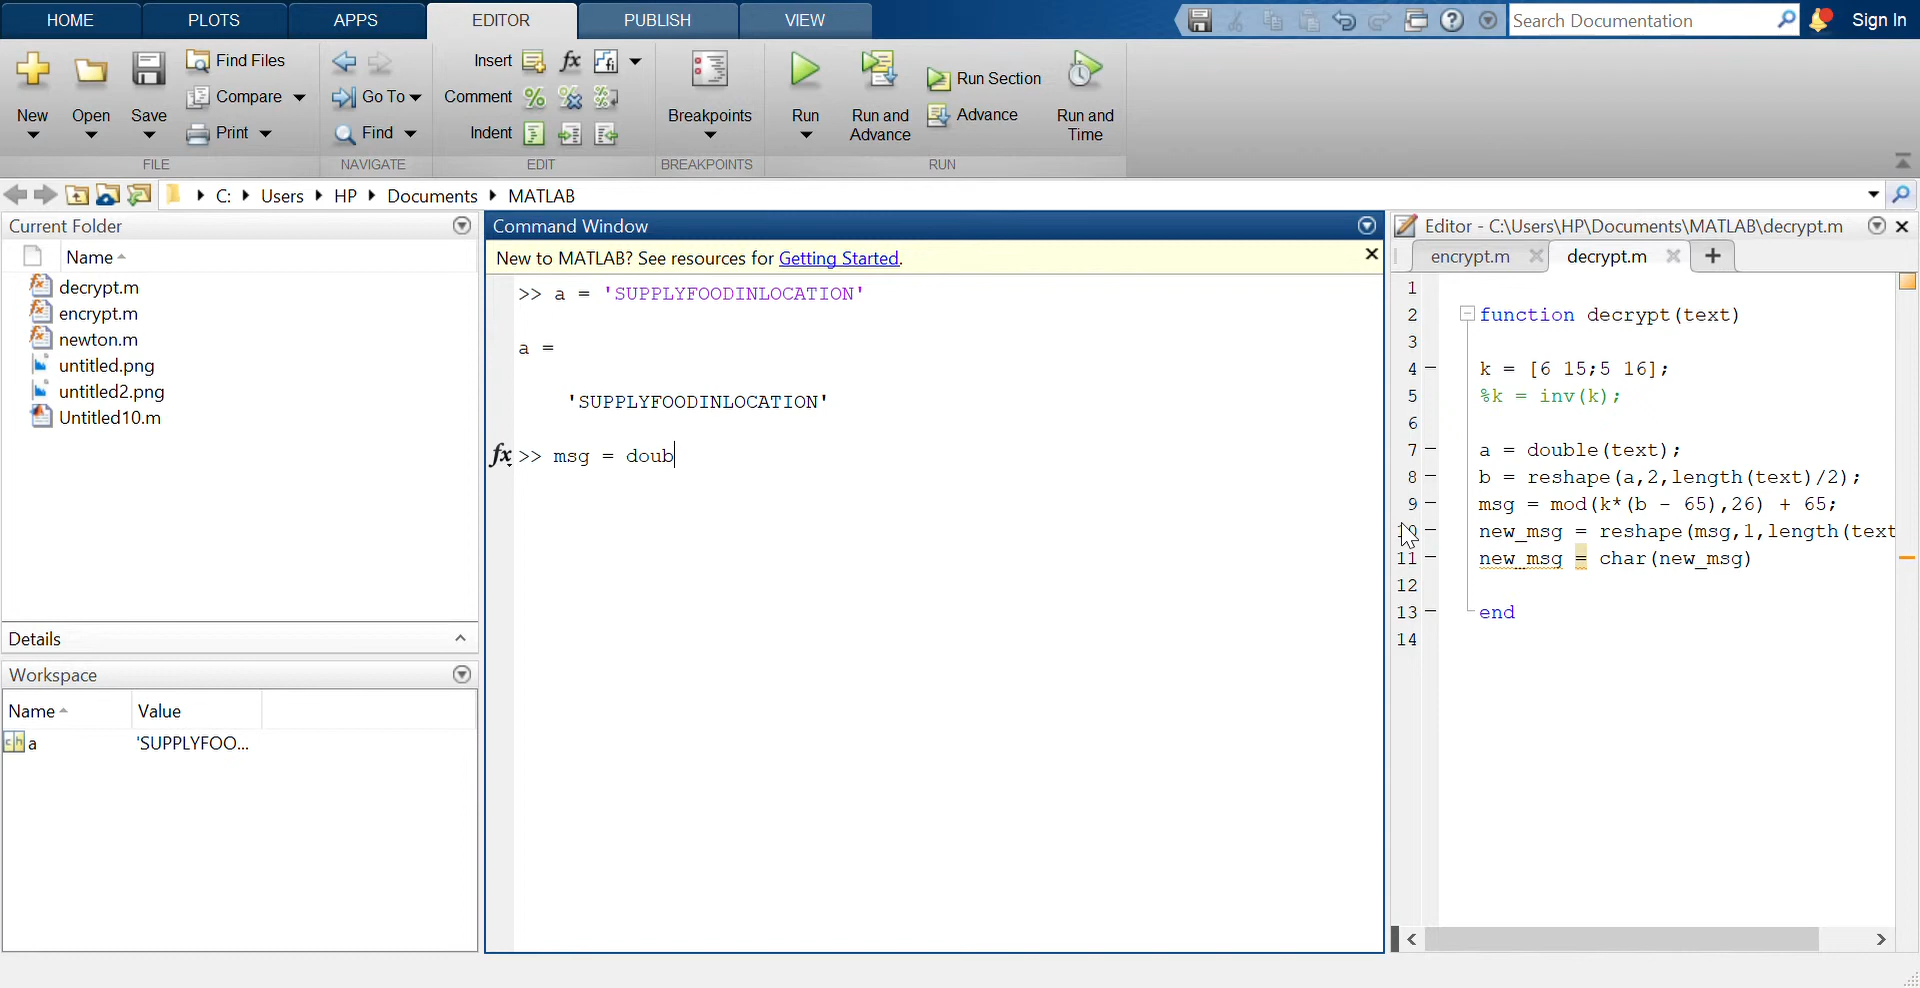 HOME PLOTS APPS EDITOR PUBLISH VIEW Search Documentation Sign In
New Open Save Find Files Compare Print
FILE
Go To Find
NAVIGATE
Insert fx fi
Comment % %
Indent
EDIT
Breakpoints
BREAKPOINTS
Run Run and Advance Run Section Advance Run and Time
RUN
C: Users HP Documents MATLAB
Current Folder
Name
decrypt.m
encrypt.m
newton.m
untitled.png
untitled2.png
Untitled10.m
Details
Workspace
Name Value
ch a 'SUPPLYFOO...
Command Window
New to MATLAB? See resources for Getting Started.
>> a = 'SUPPLYFOODINLOCATION'
a =
'SUPPLYFOODINLOCATION'
fx >> msg = doub
Editor - C:\Users\HP\Documents\MATLAB\decrypt.m
encrypt.m decrypt.m +
1
2 function decrypt(text)
3
4 k = [6 15;5 16];
5 %k = inv(k);
6
7 a = double(text);
8 b = reshape(a,2,length(text)/2);
9 msg = mod(k*(b - 65),26) + 65;
10 new_msg = reshape(msg,1,length(text
11 new_msg = char(new_msg)
12
13 end
14